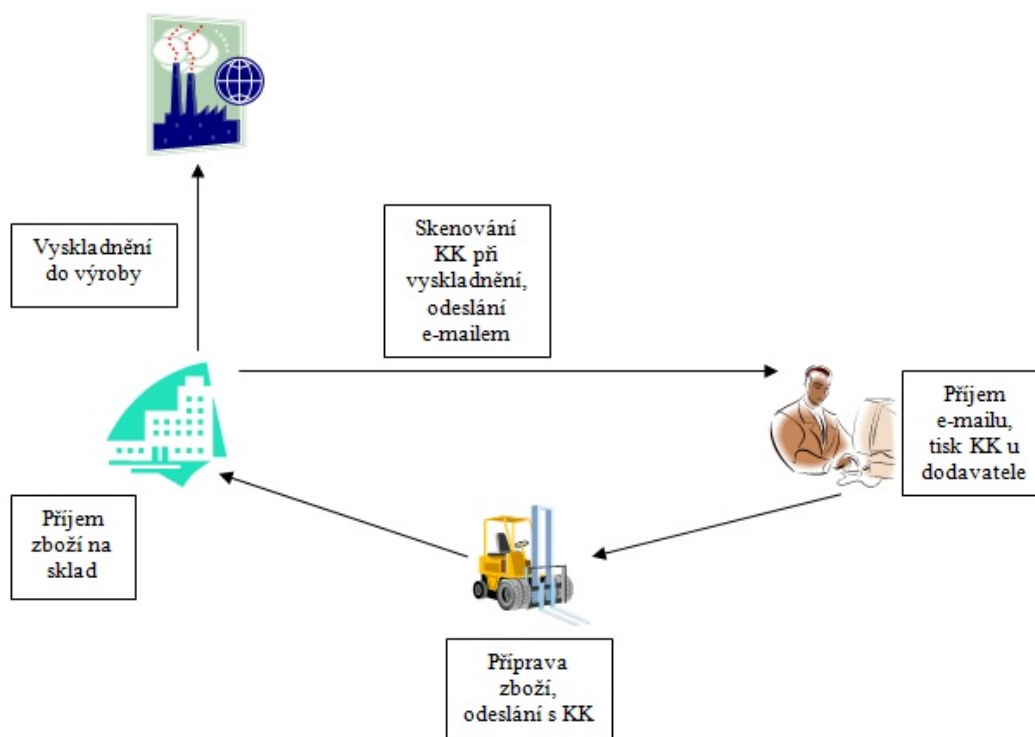 Vyskladnění
do výroby
Skenování
KK při
vyskladnění,
odeslání
e-mailem
Příjem
e-mailu,
tisk KK u
dodavatele
Příjem
zboží na
sklad
Příprava
zboží,
odeslání s KK